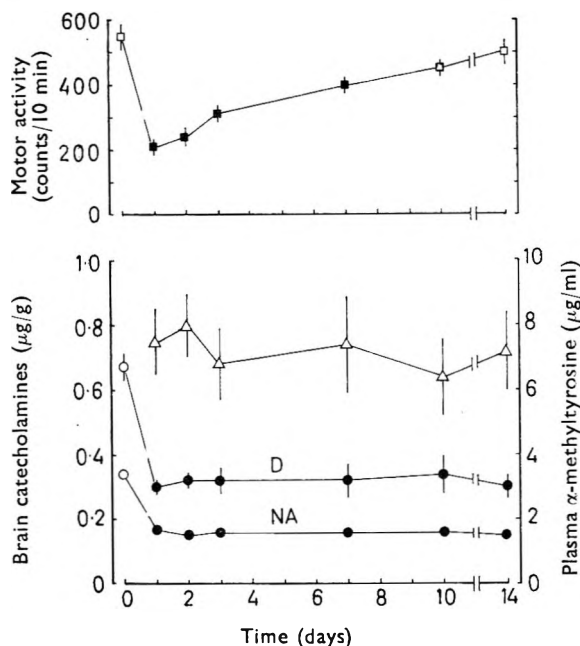 Motor activity
(counts/10 min)
600
400
200
0
Brain catecholamines (µg/g)
1·0
0·8
0·6
0·4
0·2
0
D
NA
10
8
6
4
2
0
Plasma α-methyltyrosine (µg/ml)
0 2 4 6 8 10 14
Time (days)